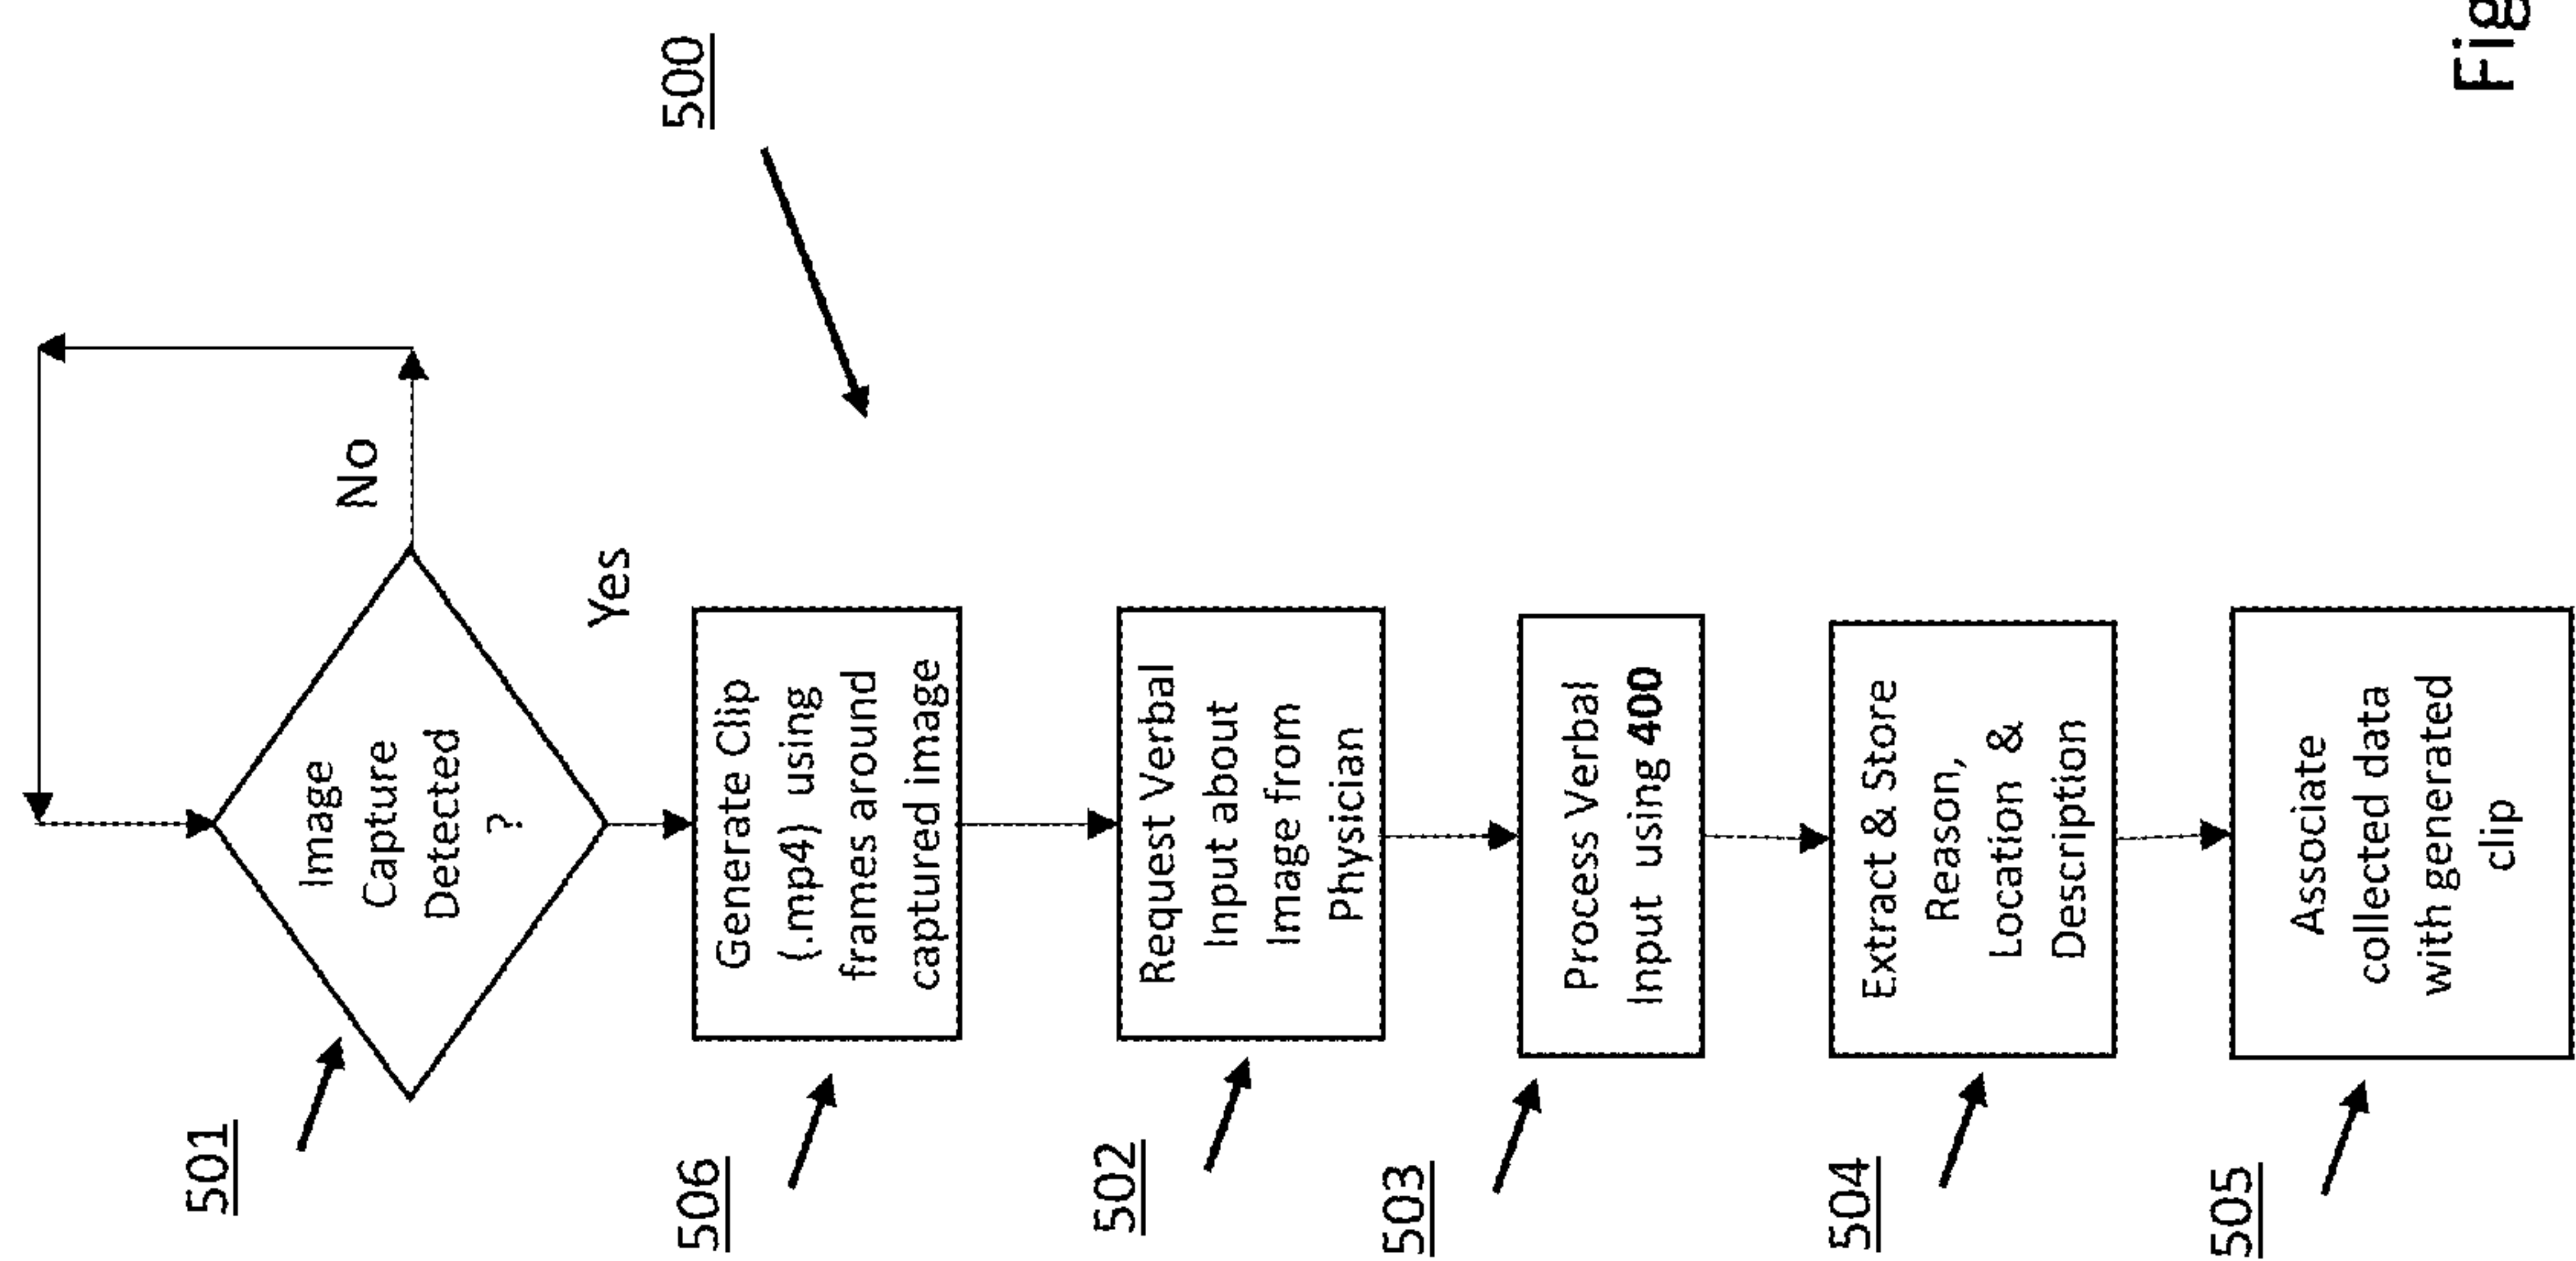 501
Image
Capture
Detected
?
No
Yes
500
506
Generate Clip
(.mp4) using
frames around
captured image
502
Request Verbal
Input about
Image from
Physician
503
Process Verbal
Input using 400
504
Extract & Store
Reason,
Location &
Description
505
Associate
collected data
with generated
clip
Fig